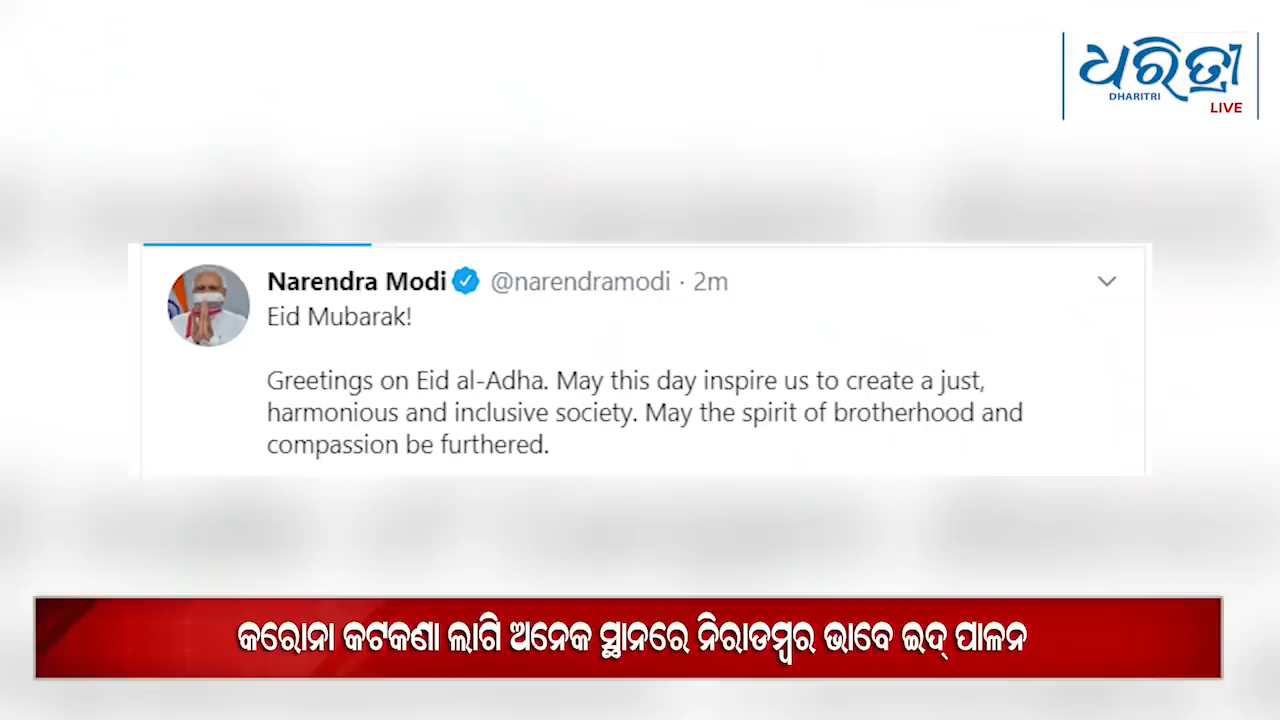 ଧରିତ୍ରୀ
DHARITRI
LIVE
Narendra Modi @narendramodi · 2m
Eid Mubarak!
Greetings on Eid al-Adha. May this day inspire us to create a just,
harmonious and inclusive society. May the spirit of brotherhood and
compassion be furthered.
କରୋନା କଟକଣା ଲାଗି ଅନେକ ସ୍ଥାନରେ ନିରାଡମ୍ବର ଭାବେ ଇଦ୍ ପାଳନ